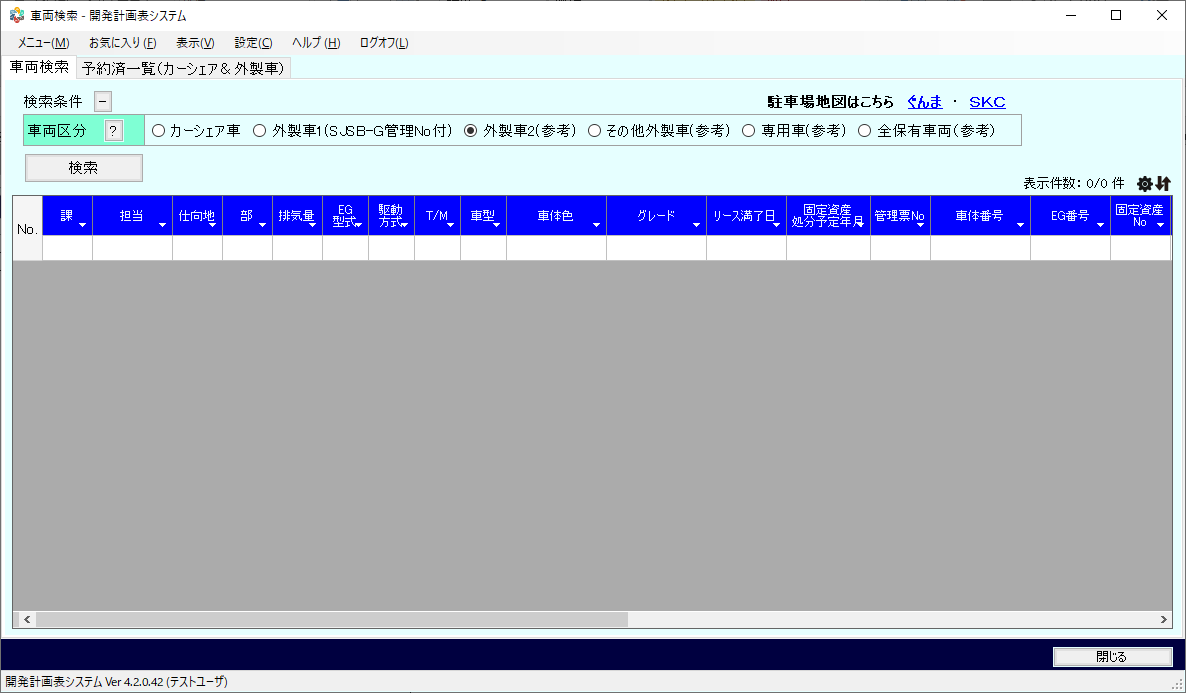 車両検索 - 開発計画表システム
メニュー(M) お気に入り(F) 表示(V) 設定(C) ヘルプ(H) ログオフ(L)
車両検索 予約済一覧(カーシェア& 外製車)
検索条件 − 駐車場地図はこちら ぐんま ・ SKC
車両区分 ? カーシェア車 外製車1(SJSB-G管理No付) 外製車2(参考) その他外製車(参考) 専用車(参考) 全保有車両(参考)
検索
表示件数: 0/0 件
No. 課 担当 仕向地 部 排気量 EG型式 駆動方式 T/M 車型 車体色 グレード リース満了日 固定資産処分予定年月 管理票No 車体番号 EG番号 固定資産No
閉じる
開発計画表システム Ver 4.2.0.42 (テストユーザ)